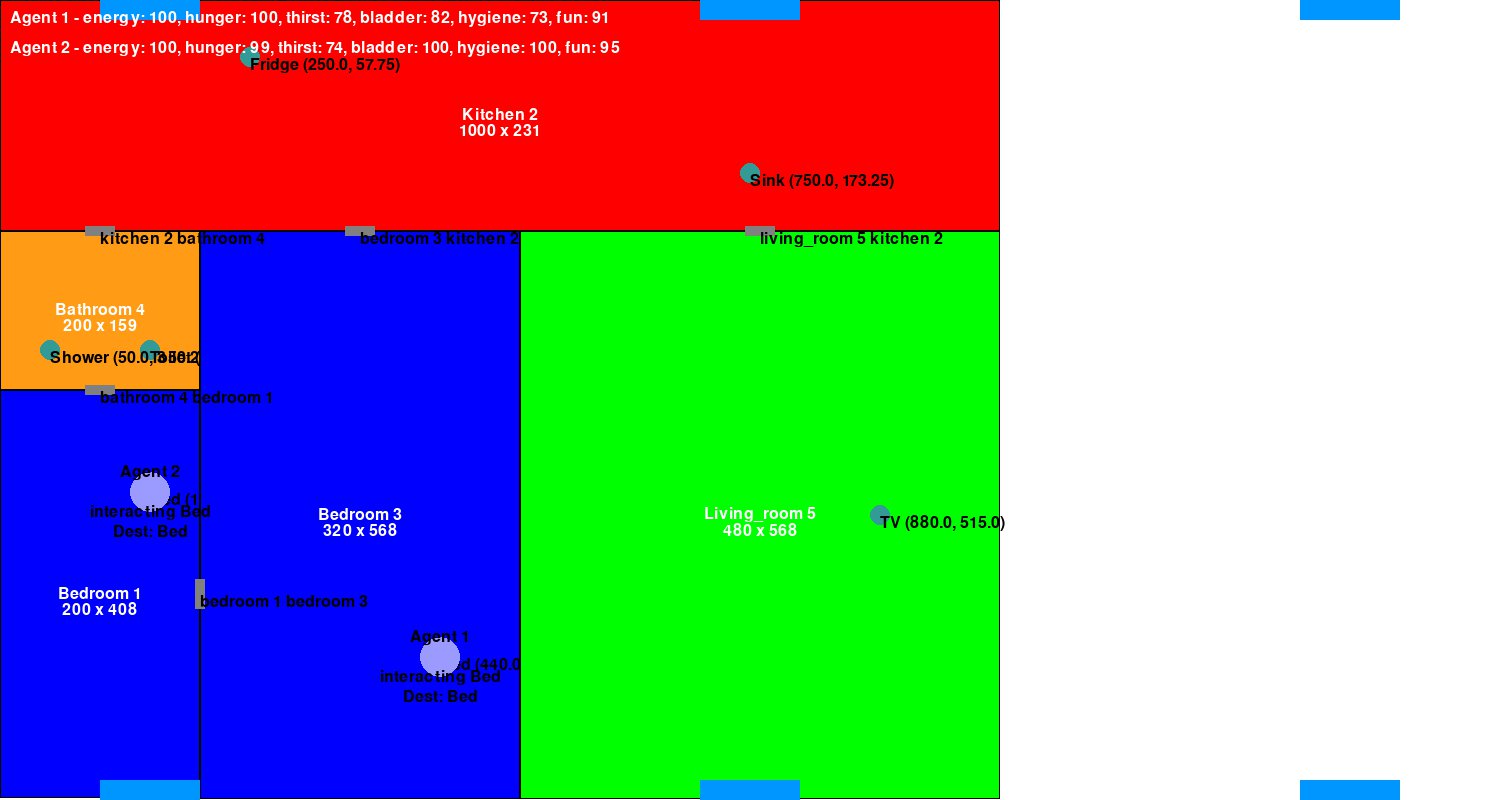 Agent 1 - energy: 100, hunger: 100, thirst: 78, bladder: 82, hygiene: 73, fun: 91
Agent 2 - energy: 100, hunger: 99, thirst: 74, bladder: 100, hygiene: 100, fun: 95
Fridge (250.0, 57.75)
Kitchen 2
1000 x 231
Sink (750.0, 173.25)
kitchen 2 bathroom 4
bedroom 3 kitchen 2
living_room 5 kitchen 2
Bathroom 4
200 x 159
Shower (50.0,
bathroom 4 bedroom 1
Agent 2
interacting Bed
Dest: Bed
Bedroom 3
320 x 568
Living_room 5
480 x 568
TV (880.0, 515.0)
Bedroom 1
200 x 408
bedroom 1 bedroom 3
Agent 1
(440.0
interacting Bed
Dest: Bed